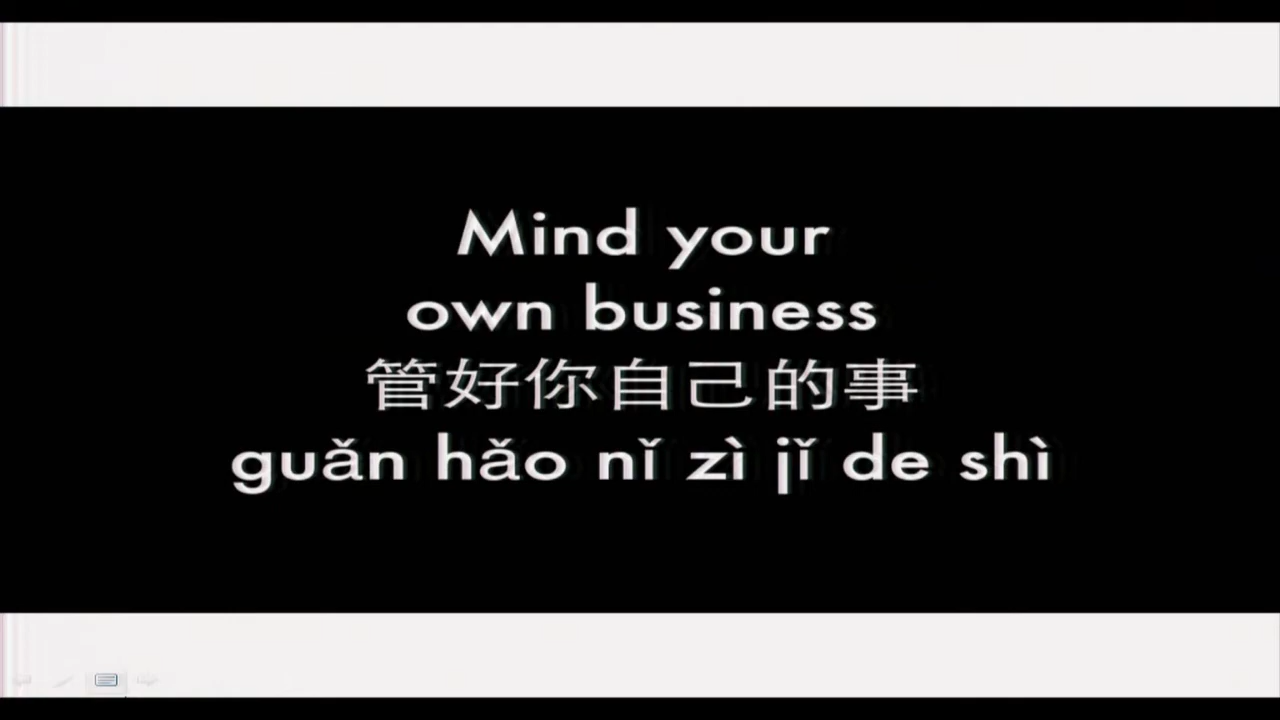 Mind your
own business
管好你自己的事
guǎn hǎo nǐ zì jǐ de shì